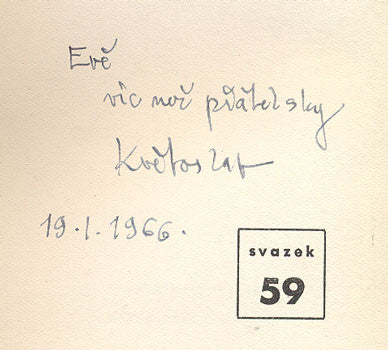 Evě
víc než přátelsky
Květoslav
19.1.1966.
svazek
59